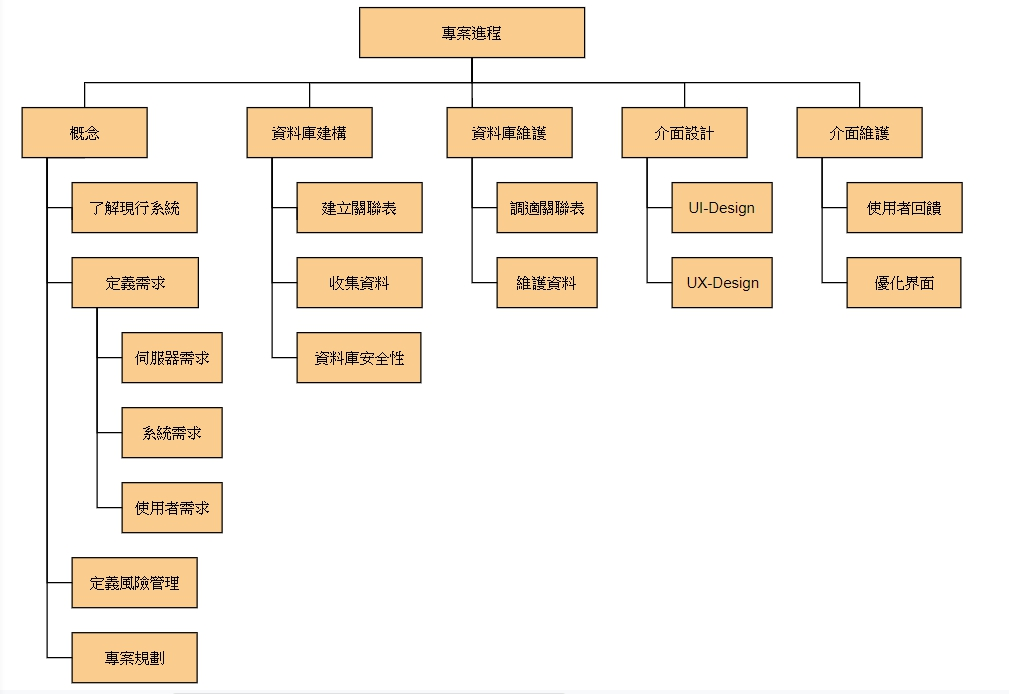 專案進程
概念
資料庫建構
資料庫維護
介面設計
介面維護
了解現行系統
建立關聯表
調適關聯表
UI-Design
使用者回饋
定義需求
收集資料
維護資料
UX-Design
優化界面
伺服器需求
資料庫安全性
系統需求
使用者需求
定義風險管理
專案規劃